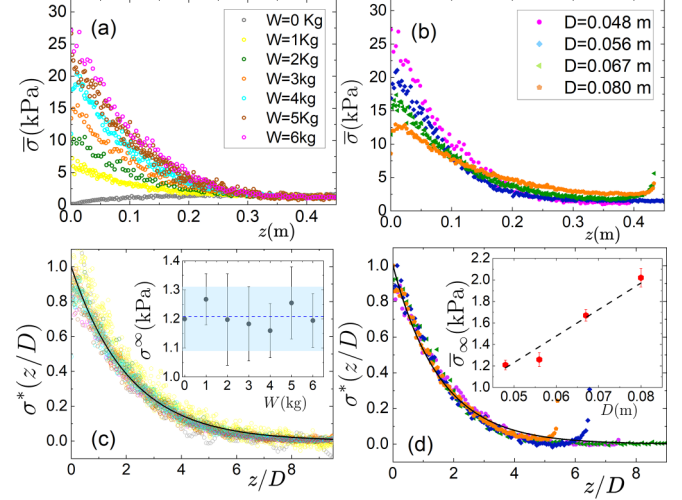 (a)
W=0 Kg
W=1Kg
W=2Kg
W=3kg
W=4kg
W=5Kg
W=6kg
σ̅(kPa)
30
25
20
15
10
5
0
0.0 0.1 0.2 0.3 0.4
z(m)
(b)
D=0.048 m
D=0.056 m
D=0.067 m
D=0.080 m
σ̅(kPa)
30
25
20
15
10
5
0
0.0 0.1 0.2 0.3 0.4
z(m)
(c)
σ*(z/D)
1.0
0.8
0.6
0.4
0.2
0.0
0 2 4 6 8
z/D
σ∞(kPa)
1.4
1.3
1.2
1.1
1.0
0 1 2 3 4 5 6
W(kg)
(d)
σ*(z/D)
1.0
0.8
0.6
0.4
0.2
0.0
0 2 4 6 8
z/D
σ̅∞(kPa)
2.2
2.0
1.8
1.6
1.4
1.2
1.0
0.05 0.06 0.07 0.08
D(m)